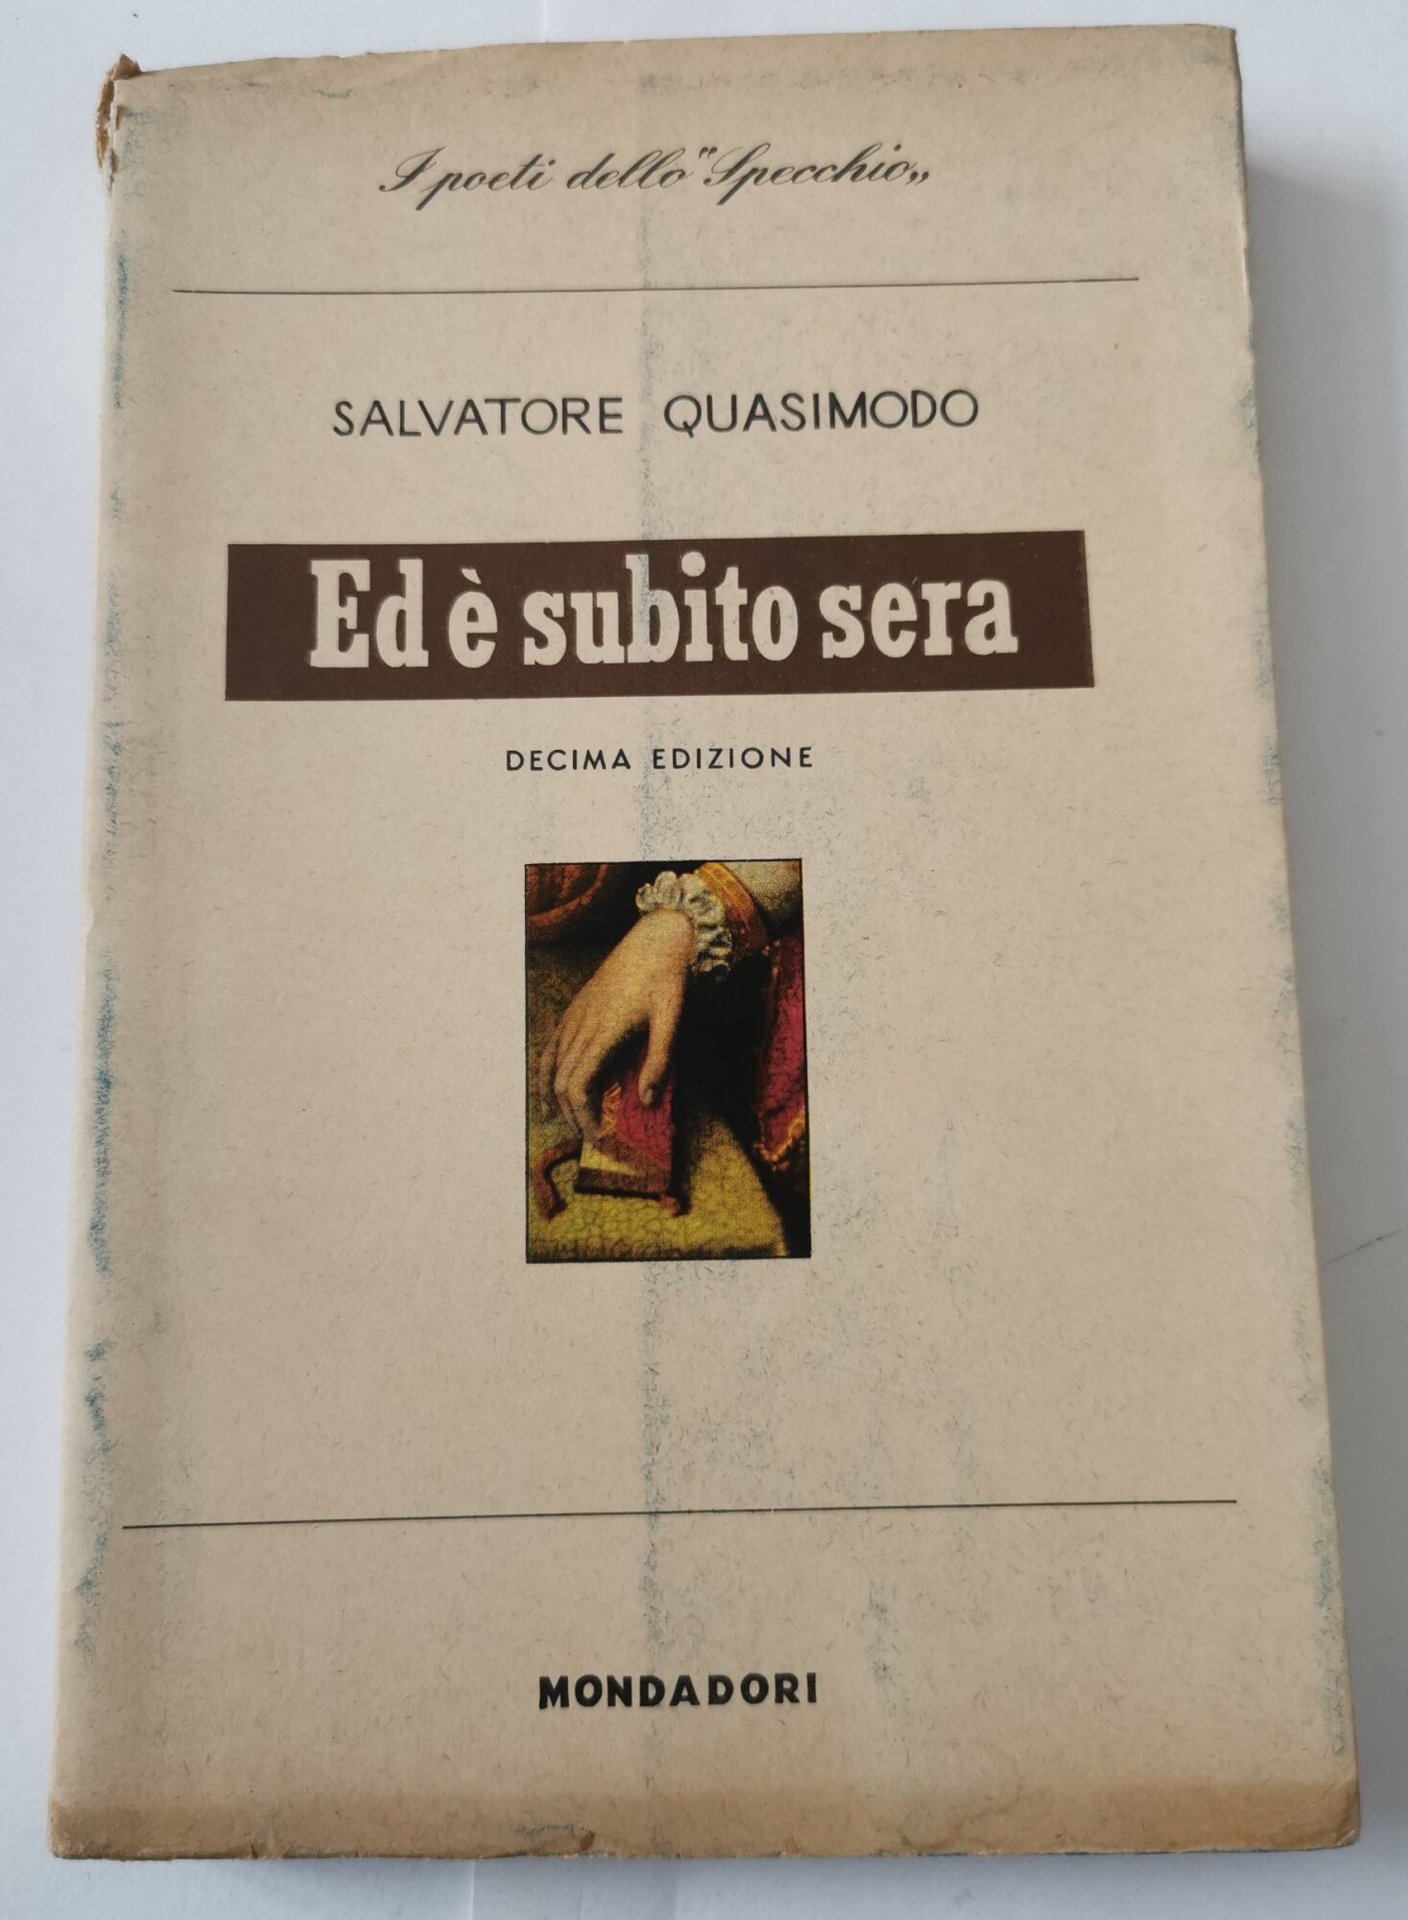 I poeti dello "Specchio„
SALVATORE QUASIMODO
Ed è subito sera
DECIMA EDIZIONE
MONDADORI